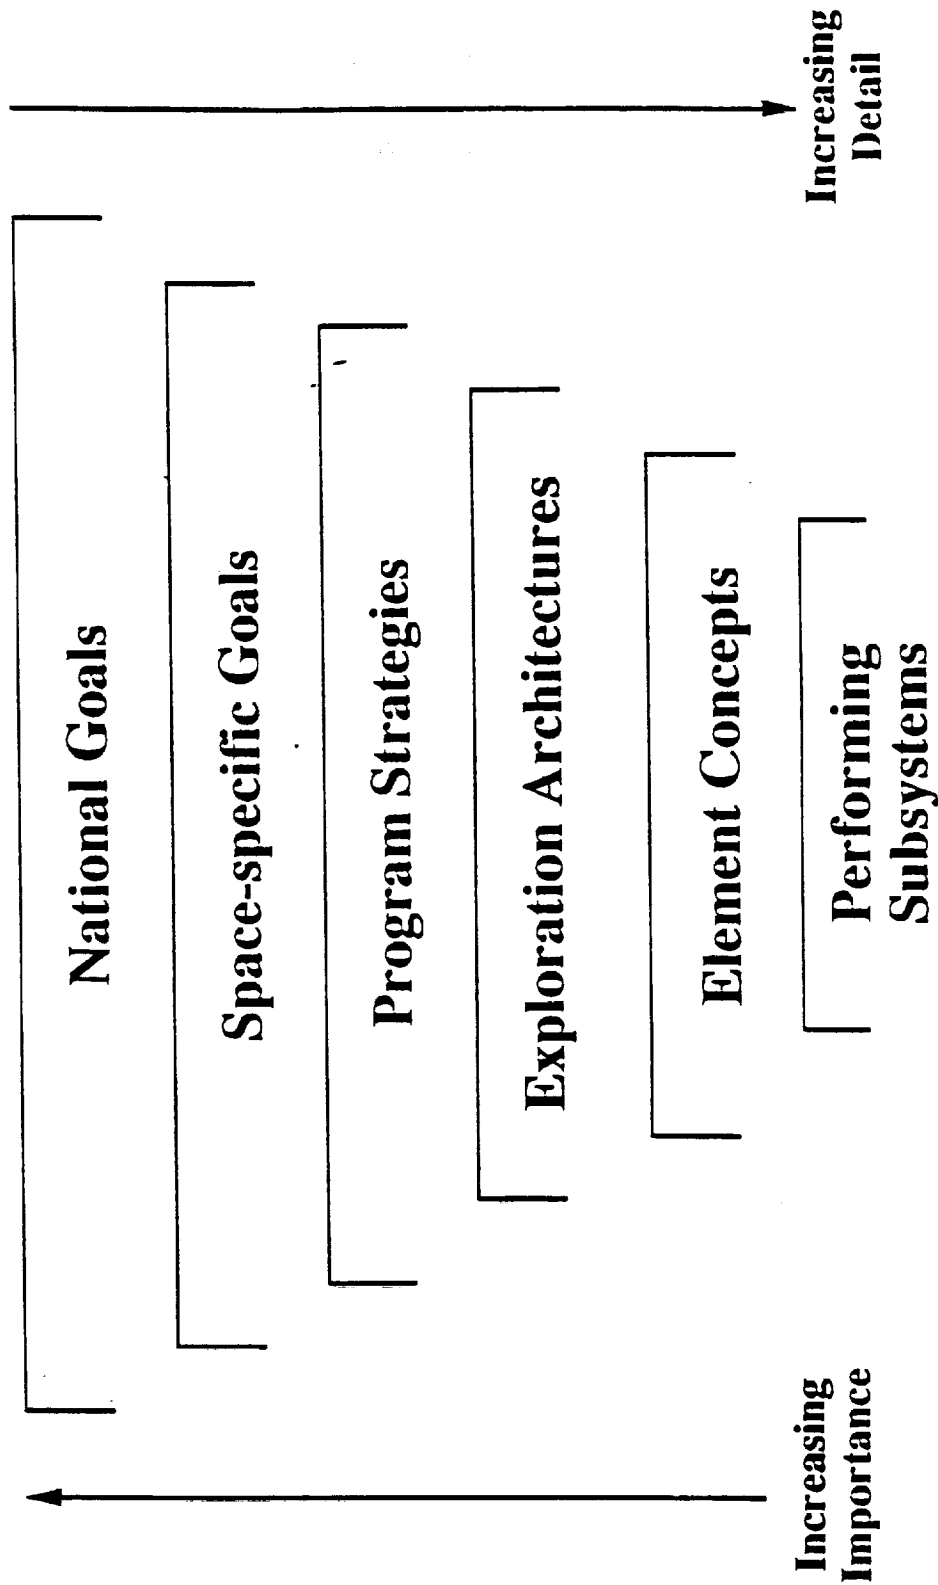 National Goals
Space-specific Goals
Program Strategies
Exploration Architectures
Element Concepts
Performing
Subsystems
Increasing
Importance
Increasing
Detail